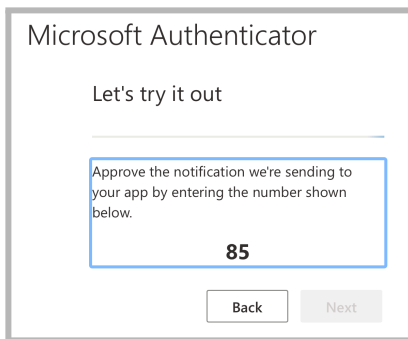 Microsoft Authenticator
Let's try it out
Approve the notification we're sending to
your app by entering the number shown
below.
85
Back
Next